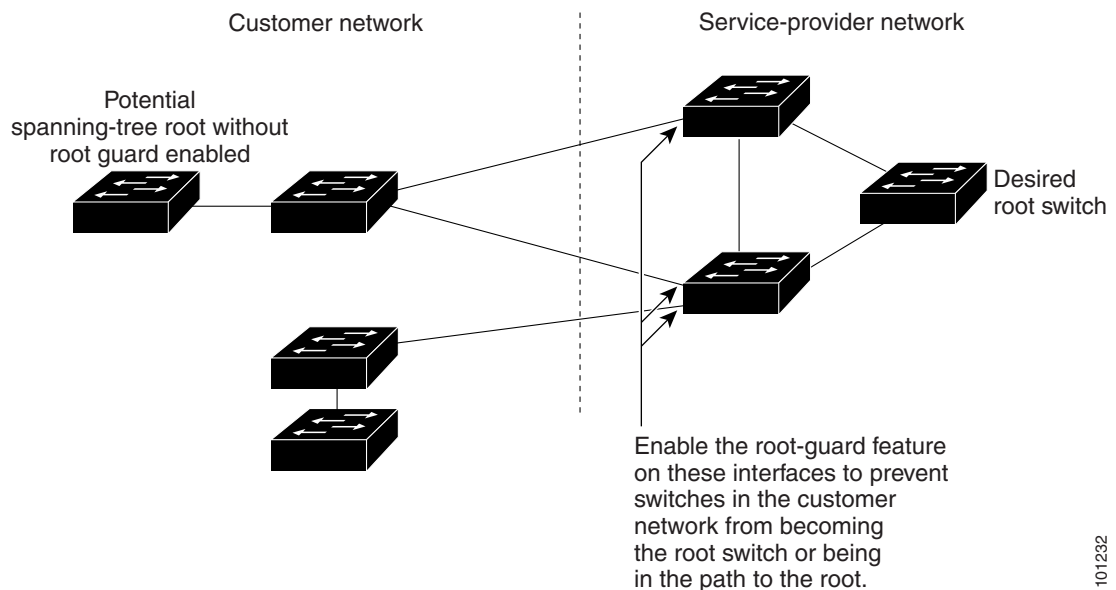 Customer network
Service-provider network
Potential
spanning-tree root without
root guard enabled
Desired
root switch
Enable the root-guard feature
on these interfaces to prevent
switches in the customer
network from becoming
the root switch or being
in the path to the root.
101232